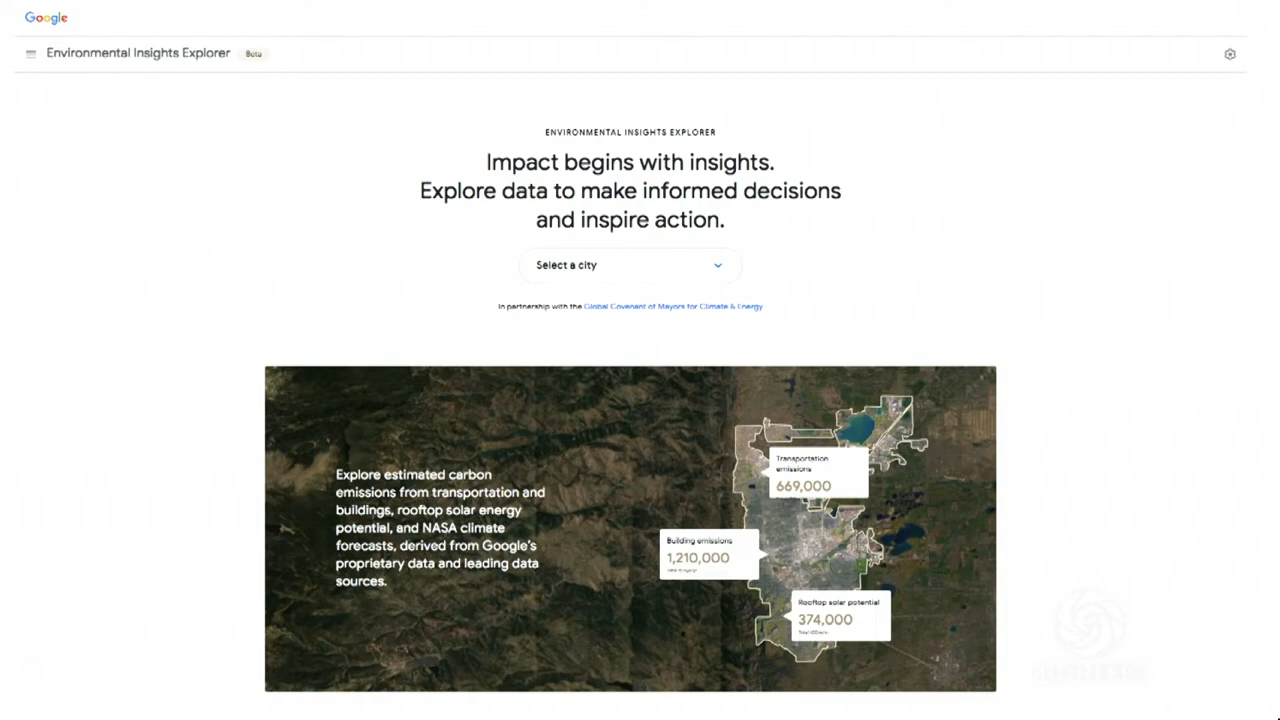 Google
Environmental Insights Explorer Beta
ENVIRONMENTAL INSIGHTS EXPLORER
Impact begins with insights.
Explore data to make informed decisions
and inspire action.
Select a city
In partnership with the Global Covenant of Mayors for Climate & Energy
Explore estimated carbon
emissions from transportation and
buildings, rooftop solar energy
potential, and NASA climate
forecasts, derived from Google's
proprietary data and leading data
sources.
Transportation
emissions
669,000
Building emissions
1,210,000
Rooftop solar potential
374,000